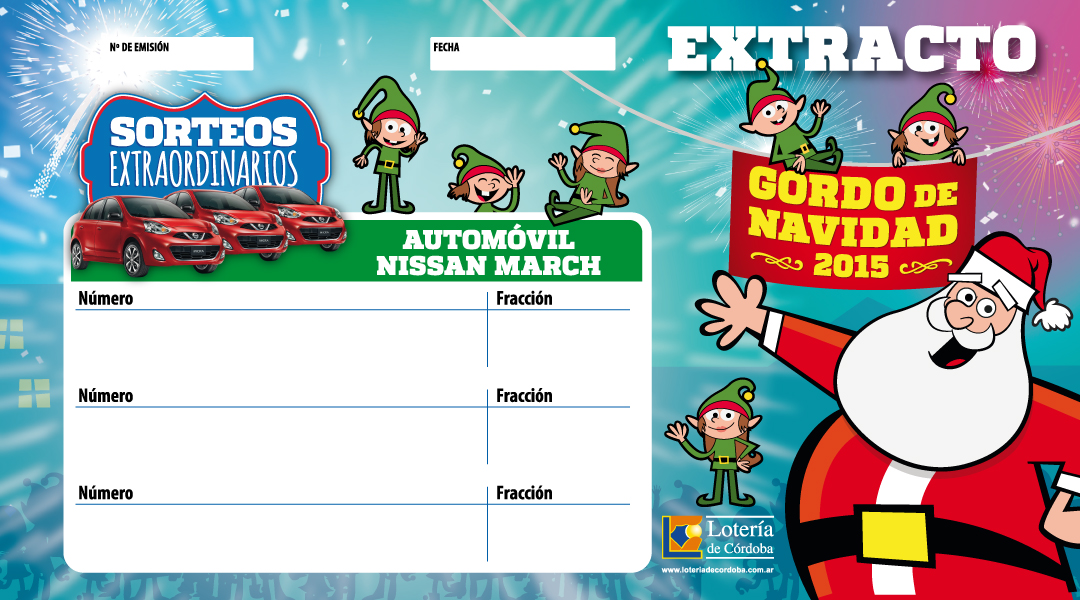 Nº DE EMISIÓN
FECHA
EXTRACTO
SORTEOS
EXTRAORDINARIOS
GORDO DE
NAVIDAD
2015
AUTOMÓVIL
NISSAN MARCH
Número
Fracción
Número
Fracción
Número
Fracción
Lotería
de Córdoba
www.loteriadecordoba.com.ar